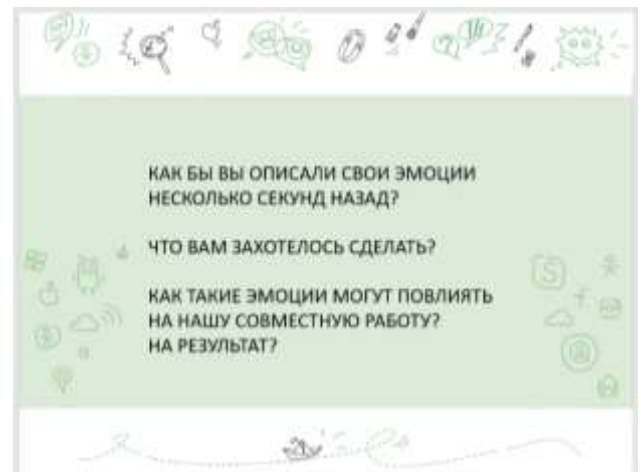 КАК БЫ ВЫ ОПИСАЛИ СВОИ ЭМОЦИИ
НЕСКОЛЬКО СЕКУНД НАЗАД?
ЧТО ВАМ ЗАХОТЕЛОСЬ СДЕЛАТЬ?
КАК ТАКИЕ ЭМОЦИИ МОГУТ ПОВЛИЯТЬ
НА НАШУ СОВМЕСТНУЮ РАБОТУ?
НА РЕЗУЛЬТАТ?